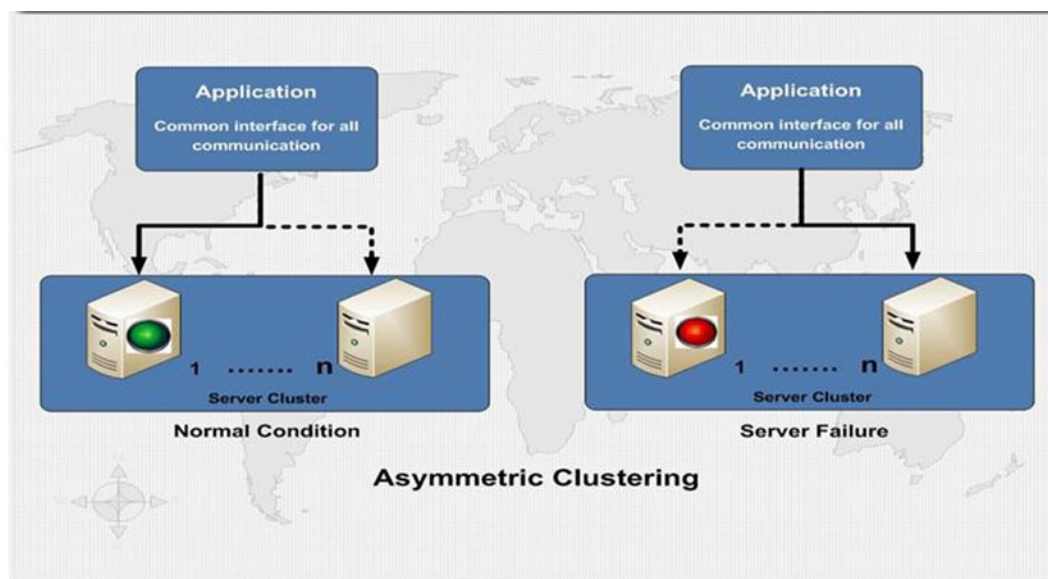 Application
Common interface for all
communication
Application
Common interface for all
communication
1 ....... n
Server Cluster
Normal Condition
1 ....... n
Server Cluster
Server Failure
Asymmetric Clustering